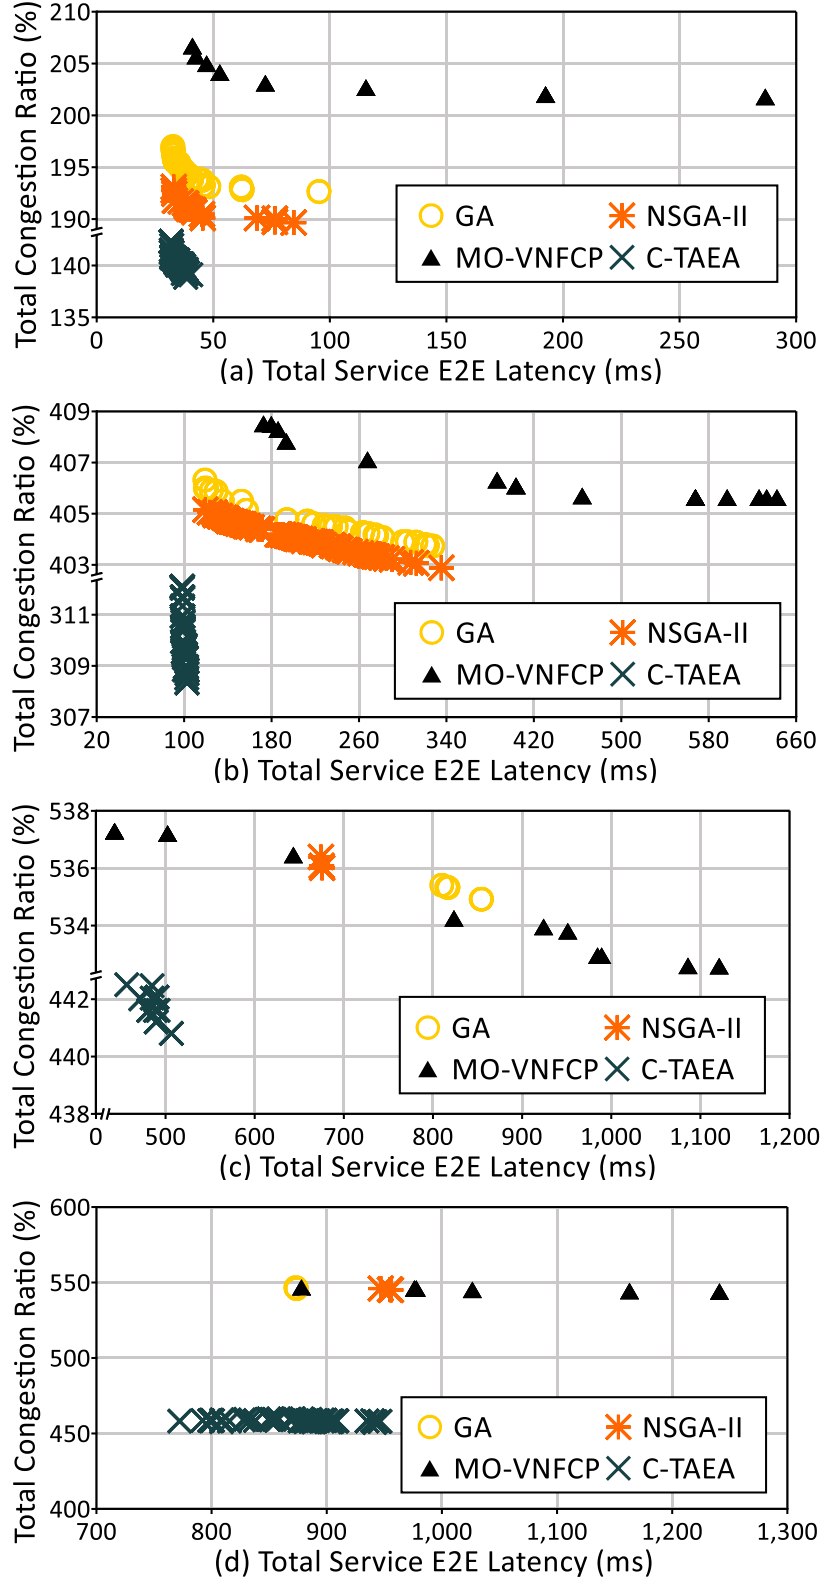 Total Congestion Ratio (%)
210
205
200
195
190
140
135
GA
NSGA-II
MO-VNFCP
C-TAEA
0 50 100 150 200 250 300
(a) Total Service E2E Latency (ms)
Total Congestion Ratio (%)
409
407
405
403
311
309
307
GA
NSGA-II
MO-VNFCP
C-TAEA
20 100 180 260 340 420 500 580 660
(b) Total Service E2E Latency (ms)
Total Congestion Ratio (%)
538
536
534
442
440
438
GA
NSGA-II
MO-VNFCP
C-TAEA
0 500 600 700 800 900 1,000 1,100 1,200
(c) Total Service E2E Latency (ms)
Total Congestion Ratio (%)
600
550
500
450
400
GA
NSGA-II
MO-VNFCP
C-TAEA
700 800 900 1,000 1,100 1,200 1,300
(d) Total Service E2E Latency (ms)